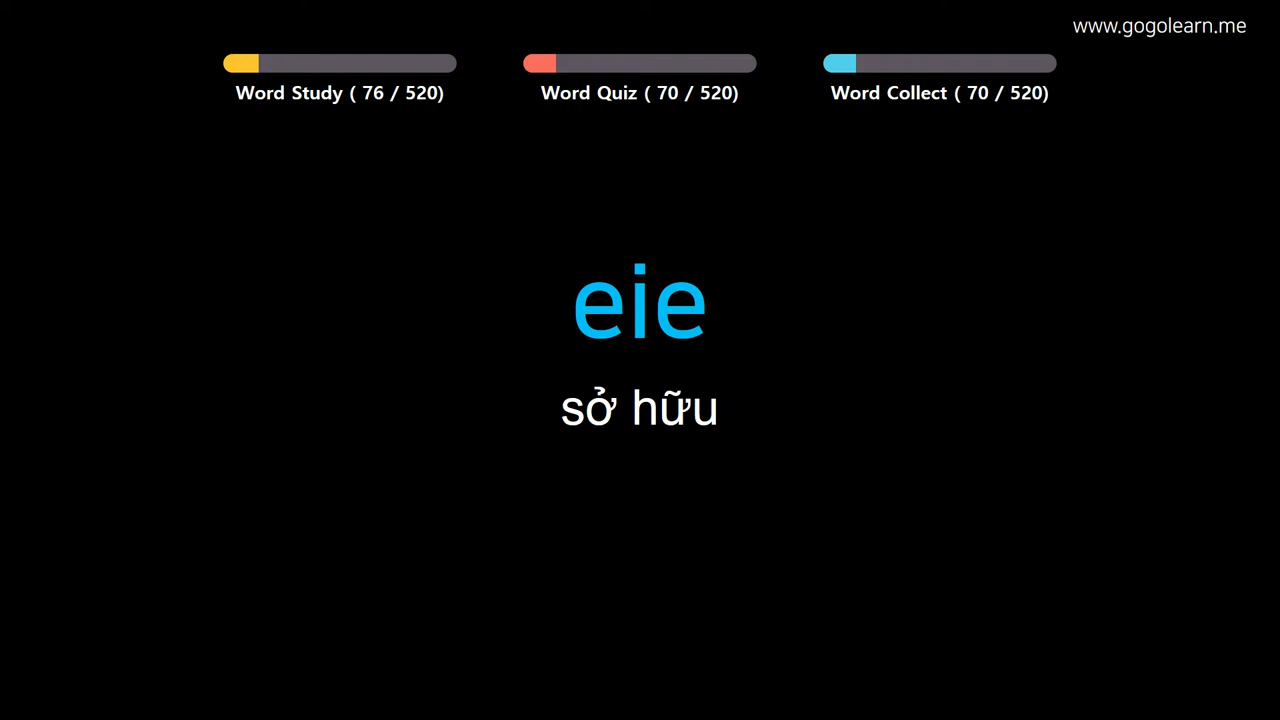 www.gogolearn.me
Word Study ( 76 / 520)
Word Quiz ( 70 / 520)
Word Collect ( 70 / 520)
eie
sở hữu